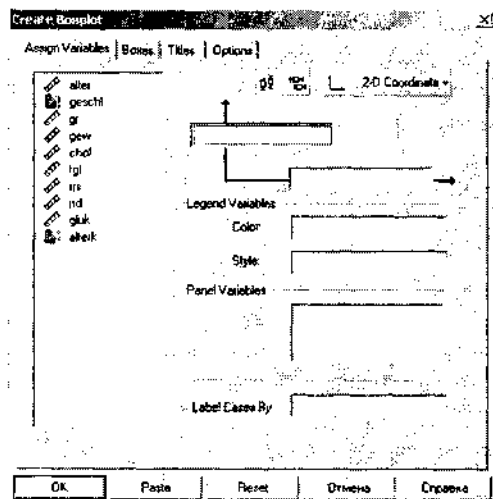 Create Boxplot
Assign Variables Boxes Titles Options
alter
geschl
gr
gew
chol
tgl
rrs
rrd
gluk
alterk
2-D Coordinate
Legend Variables
Color:
Style:
Panel Variables
Label Cases By
OK Paste Reset Отмена Справка